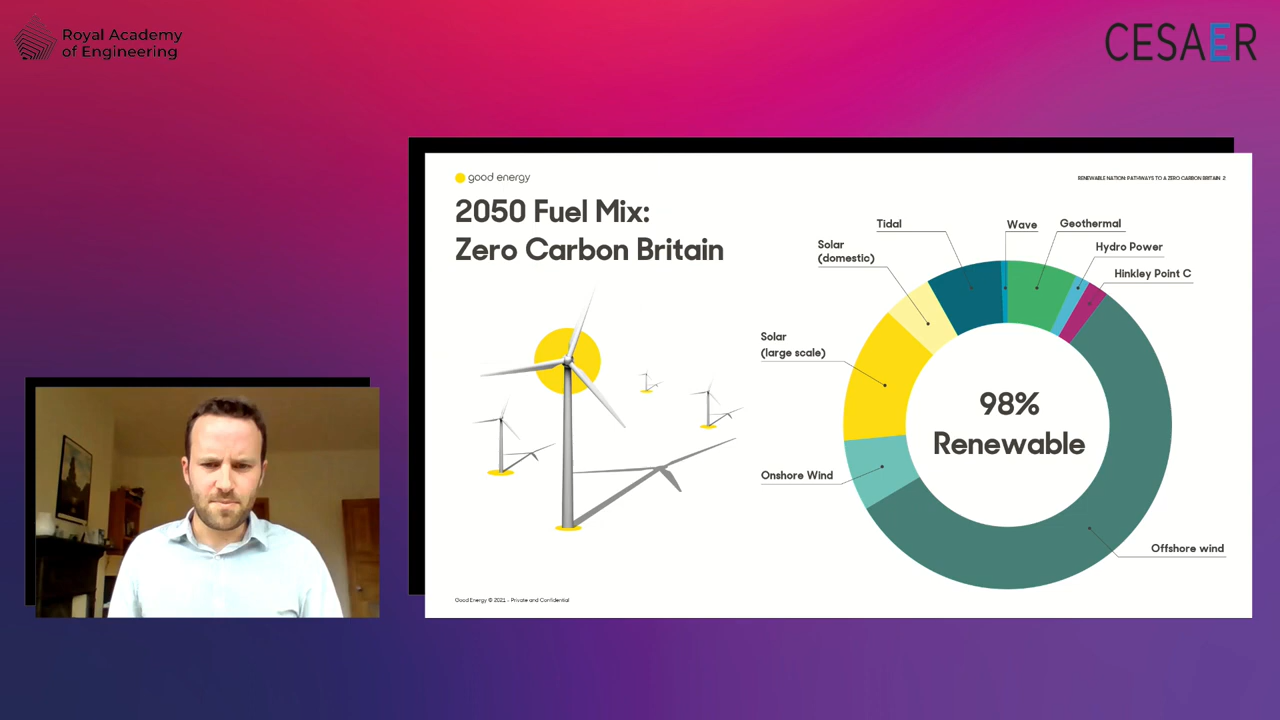 Royal Academy
of Engineering
CESAER
good energy
RENEWABLE NATION: PATHWAYS TO A ZERO CARBON BRITAIN 2
2050 Fuel Mix:
Zero Carbon Britain
Tidal
Wave
Geothermal
Solar
(domestic)
Hydro Power
Hinkley Point C
Solar
(large scale)
98%
Renewable
Onshore Wind
Offshore wind
Good Energy © 2021 - Private and Confidential